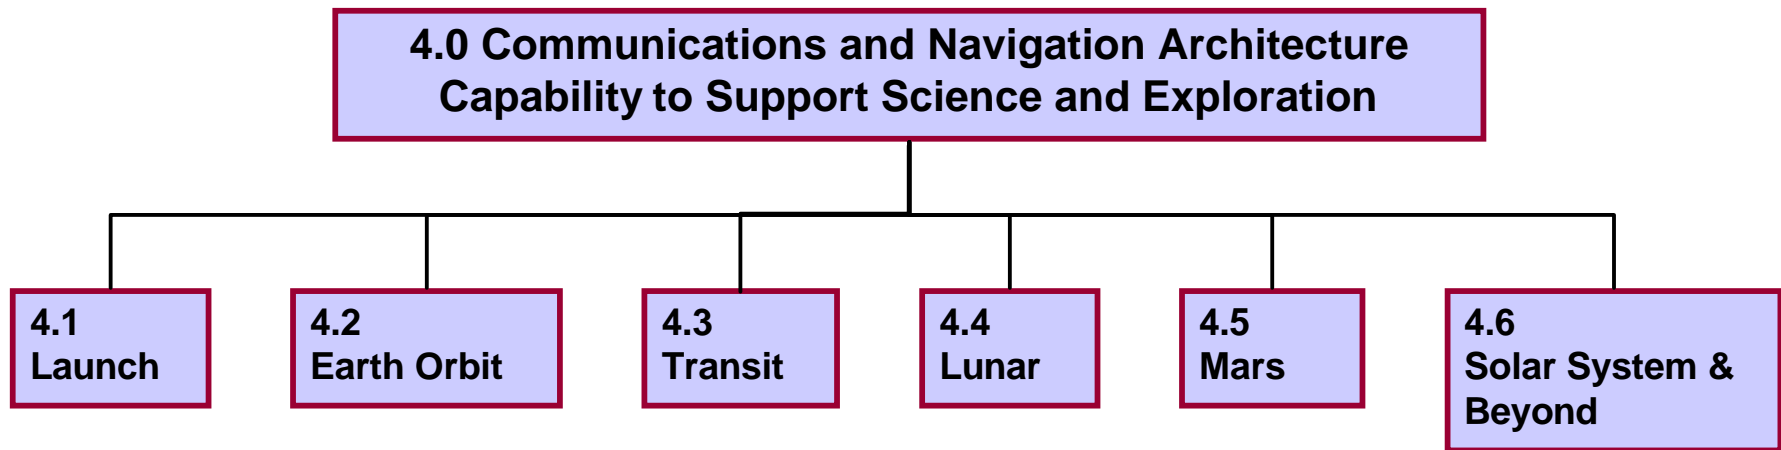 4.0 Communications and Navigation Architecture
Capability to Support Science and Exploration
4.1
Launch
4.2
Earth Orbit
4.3
Transit
4.4
Lunar
4.5
Mars
4.6
Solar System &
Beyond